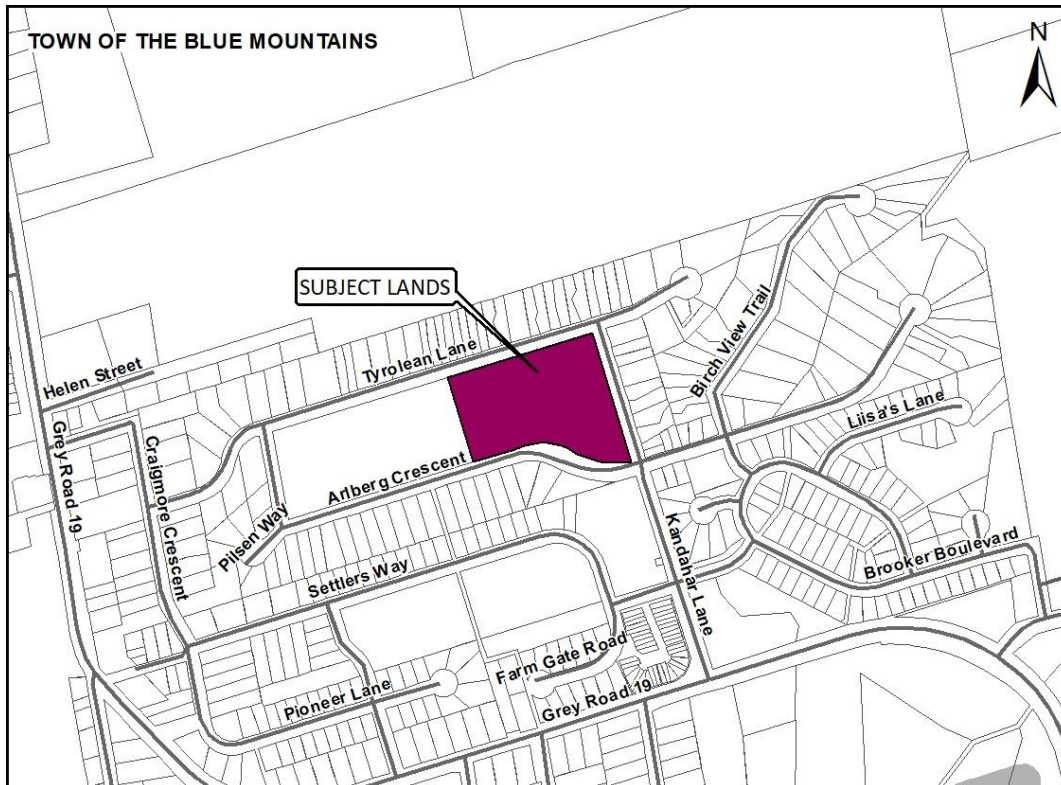 TOWN OF THE BLUE MOUNTAINS
N
SUBJECT LANDS
Birch View Trail
Tyrolean Lane
Helen Street
Liisa's Lane
Grey Road 19
Craigmore Crescent
Arlberg Crescent
Pilsen Way
Kandahar Lane
Settlers Way
Brooker Boulevard
Farm Gate Road
Pioneer Lane
Grey Road 19